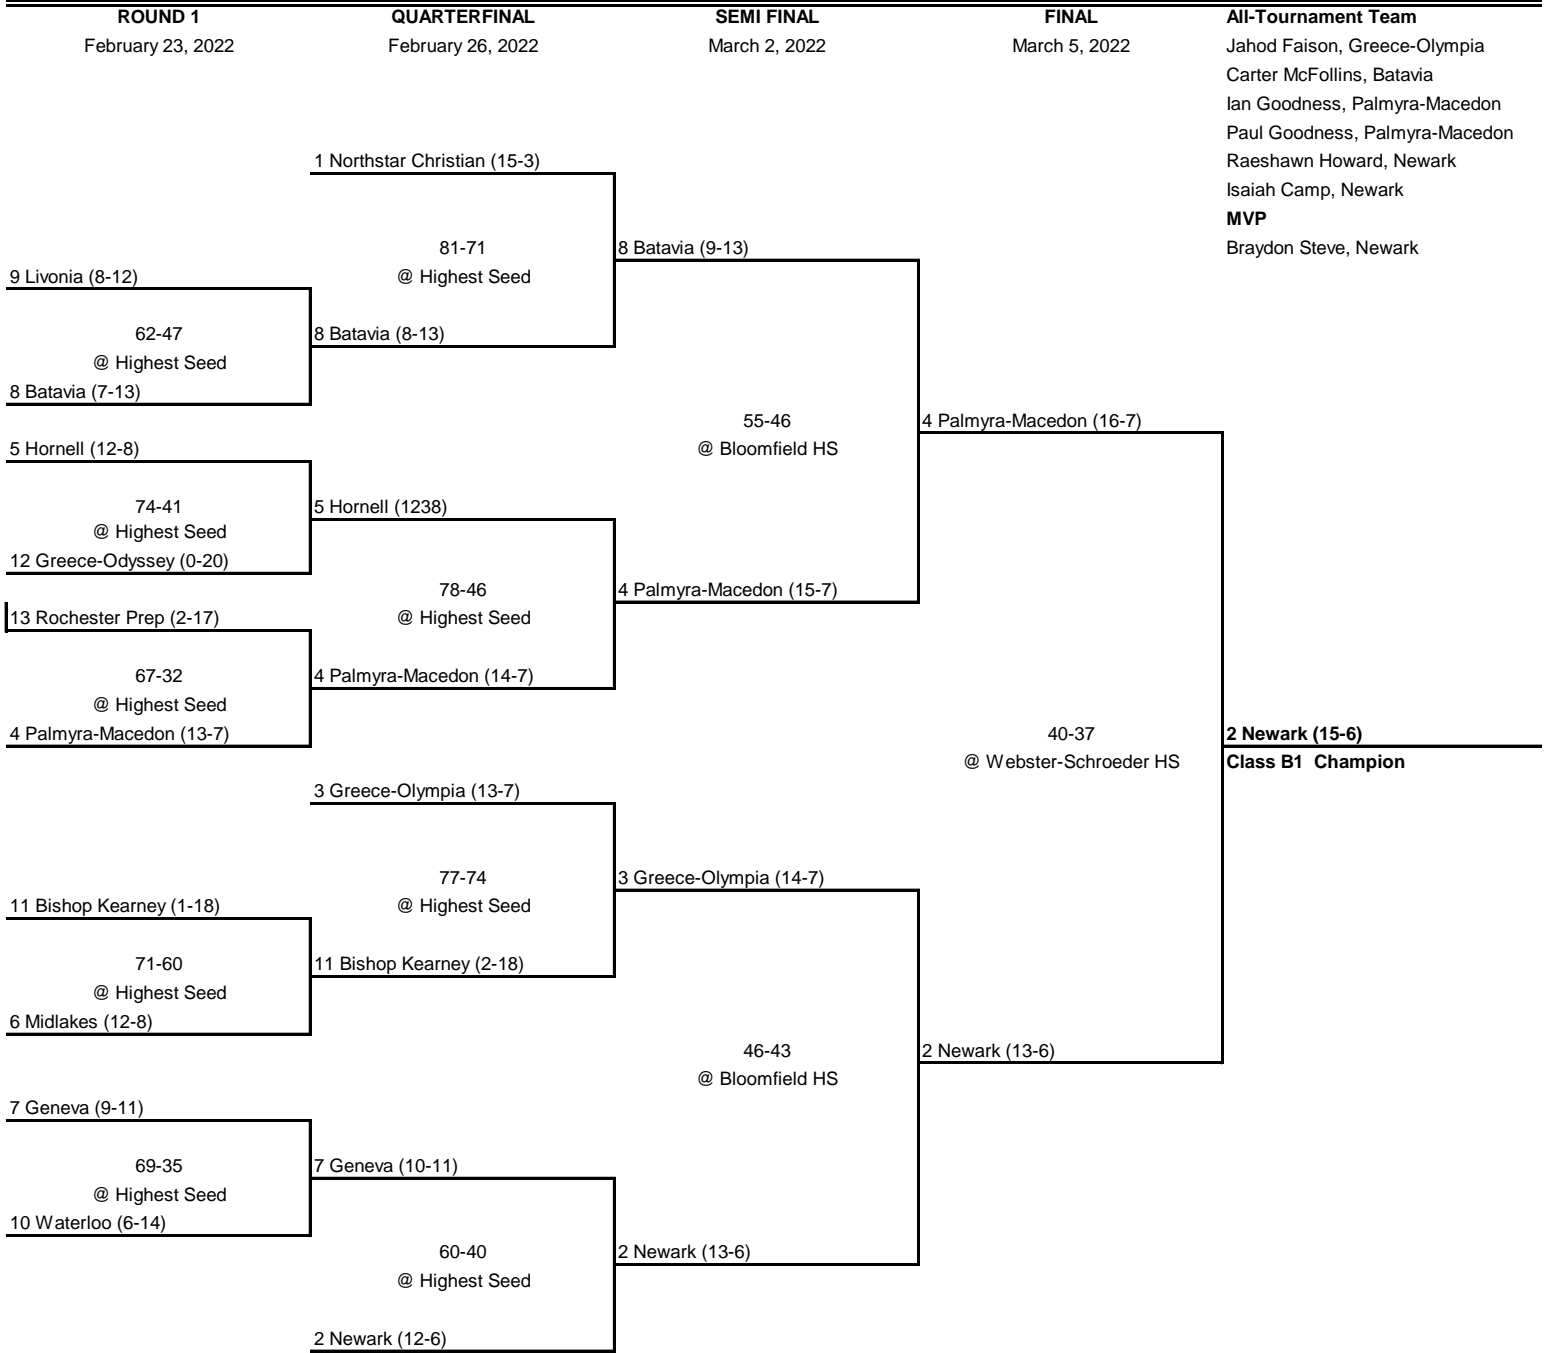 ROUND 1
February 23, 2022
QUARTERFINAL
February 26, 2022
SEMI FINAL
March 2, 2022
FINAL
March 5, 2022
All-Tournament Team
Jahod Faison, Greece-Olympia
Carter McFollins, Batavia
Ian Goodness, Palmyra-Macedon
Paul Goodness, Palmyra-Macedon
Raeshawn Howard, Newark
Isaiah Camp, Newark
MVP
Braydon Steve, Newark
9 Livonia (8-12)
62-47
@ Highest Seed
8 Batavia (7-13)
5 Hornell (12-8)
74-41
@ Highest Seed
12 Greece-Odyssey (0-20)
13 Rochester Prep (2-17)
67-32
@ Highest Seed
4 Palmyra-Macedon (13-7)
11 Bishop Kearney (1-18)
71-60
@ Highest Seed
6 Midlakes (12-8)
7 Geneva (9-11)
69-35
@ Highest Seed
10 Waterloo (6-14)
1 Northstar Christian (15-3)
81-71
@ Highest Seed
8 Batavia (8-13)
5 Hornell (1238)
78-46
@ Highest Seed
4 Palmyra-Macedon (14-7)
3 Greece-Olympia (13-7)
77-74
@ Highest Seed
11 Bishop Kearney (2-18)
7 Geneva (10-11)
60-40
@ Highest Seed
2 Newark (12-6)
8 Batavia (9-13)
55-46
@ Bloomfield HS
4 Palmyra-Macedon (15-7)
3 Greece-Olympia (14-7)
46-43
@ Bloomfield HS
2 Newark (13-6)
4 Palmyra-Macedon (16-7)
40-37
@ Webster-Schroeder HS
2 Newark (13-6)
2 Newark (15-6)
Class B1  Champion